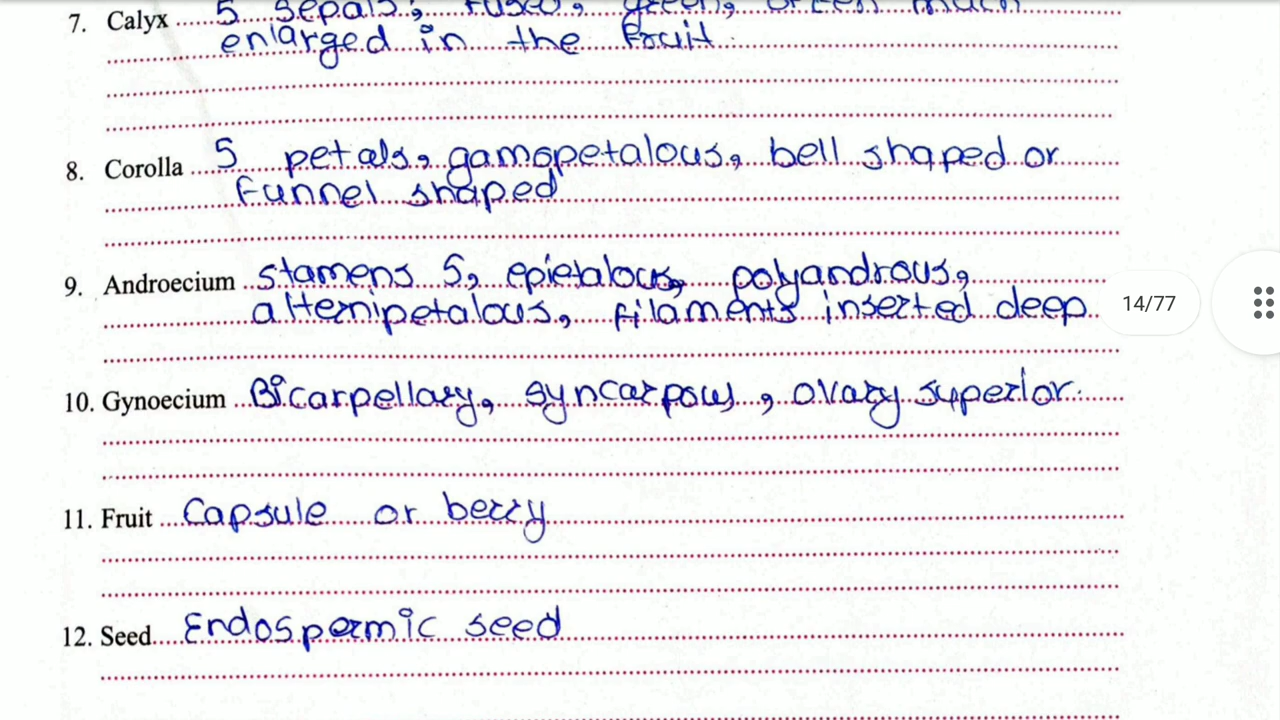 7. Calyx 5 sepals, fused, green, often much
enlarged in the fruit.
8. Corolla 5 petals, gamopetalous, bell shaped or
funnel shaped
9. Androecium stamens 5, epietalous, polyandrous,
alternipetalous, filaments inserted deep
14/77
10. Gynoecium Bicarpellary, syncarpous, ovary superior.
11. Fruit Capsule or berry
12. Seed Endospermic seed